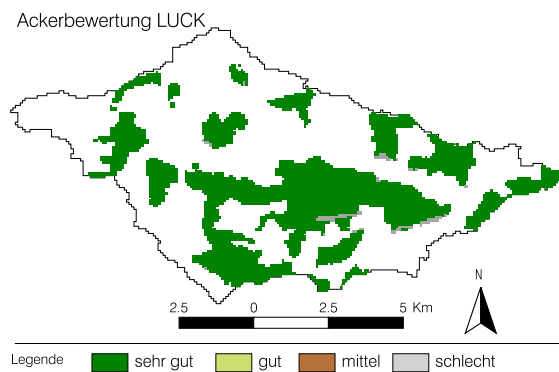 Ackerbewertung LUCK
N
2.5 0 2.5 5 Km
Legende sehr gut gut mittel schlecht